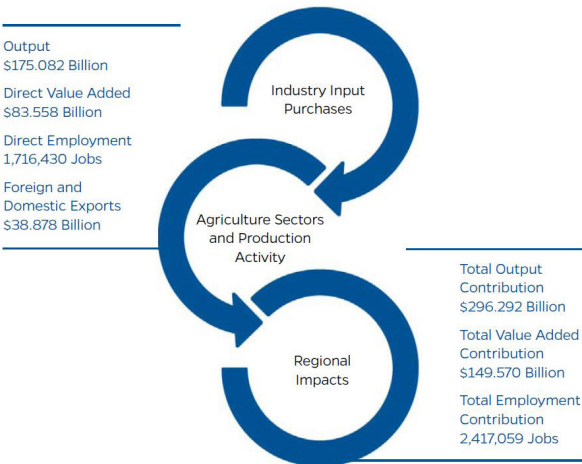 Output
$175.082 Billion
Direct Value Added
$83.558 Billion
Direct Employment
1,716,430 Jobs
Foreign and
Domestic Exports
$38.878 Billion
Industry Input
Purchases
Agriculture Sectors
and Production
Activity
Regional
Impacts
Total Output
Contribution
$296.292 Billion
Total Value Added
Contribution
$149.570 Billion
Total Employment
Contribution
2,417,059 Jobs